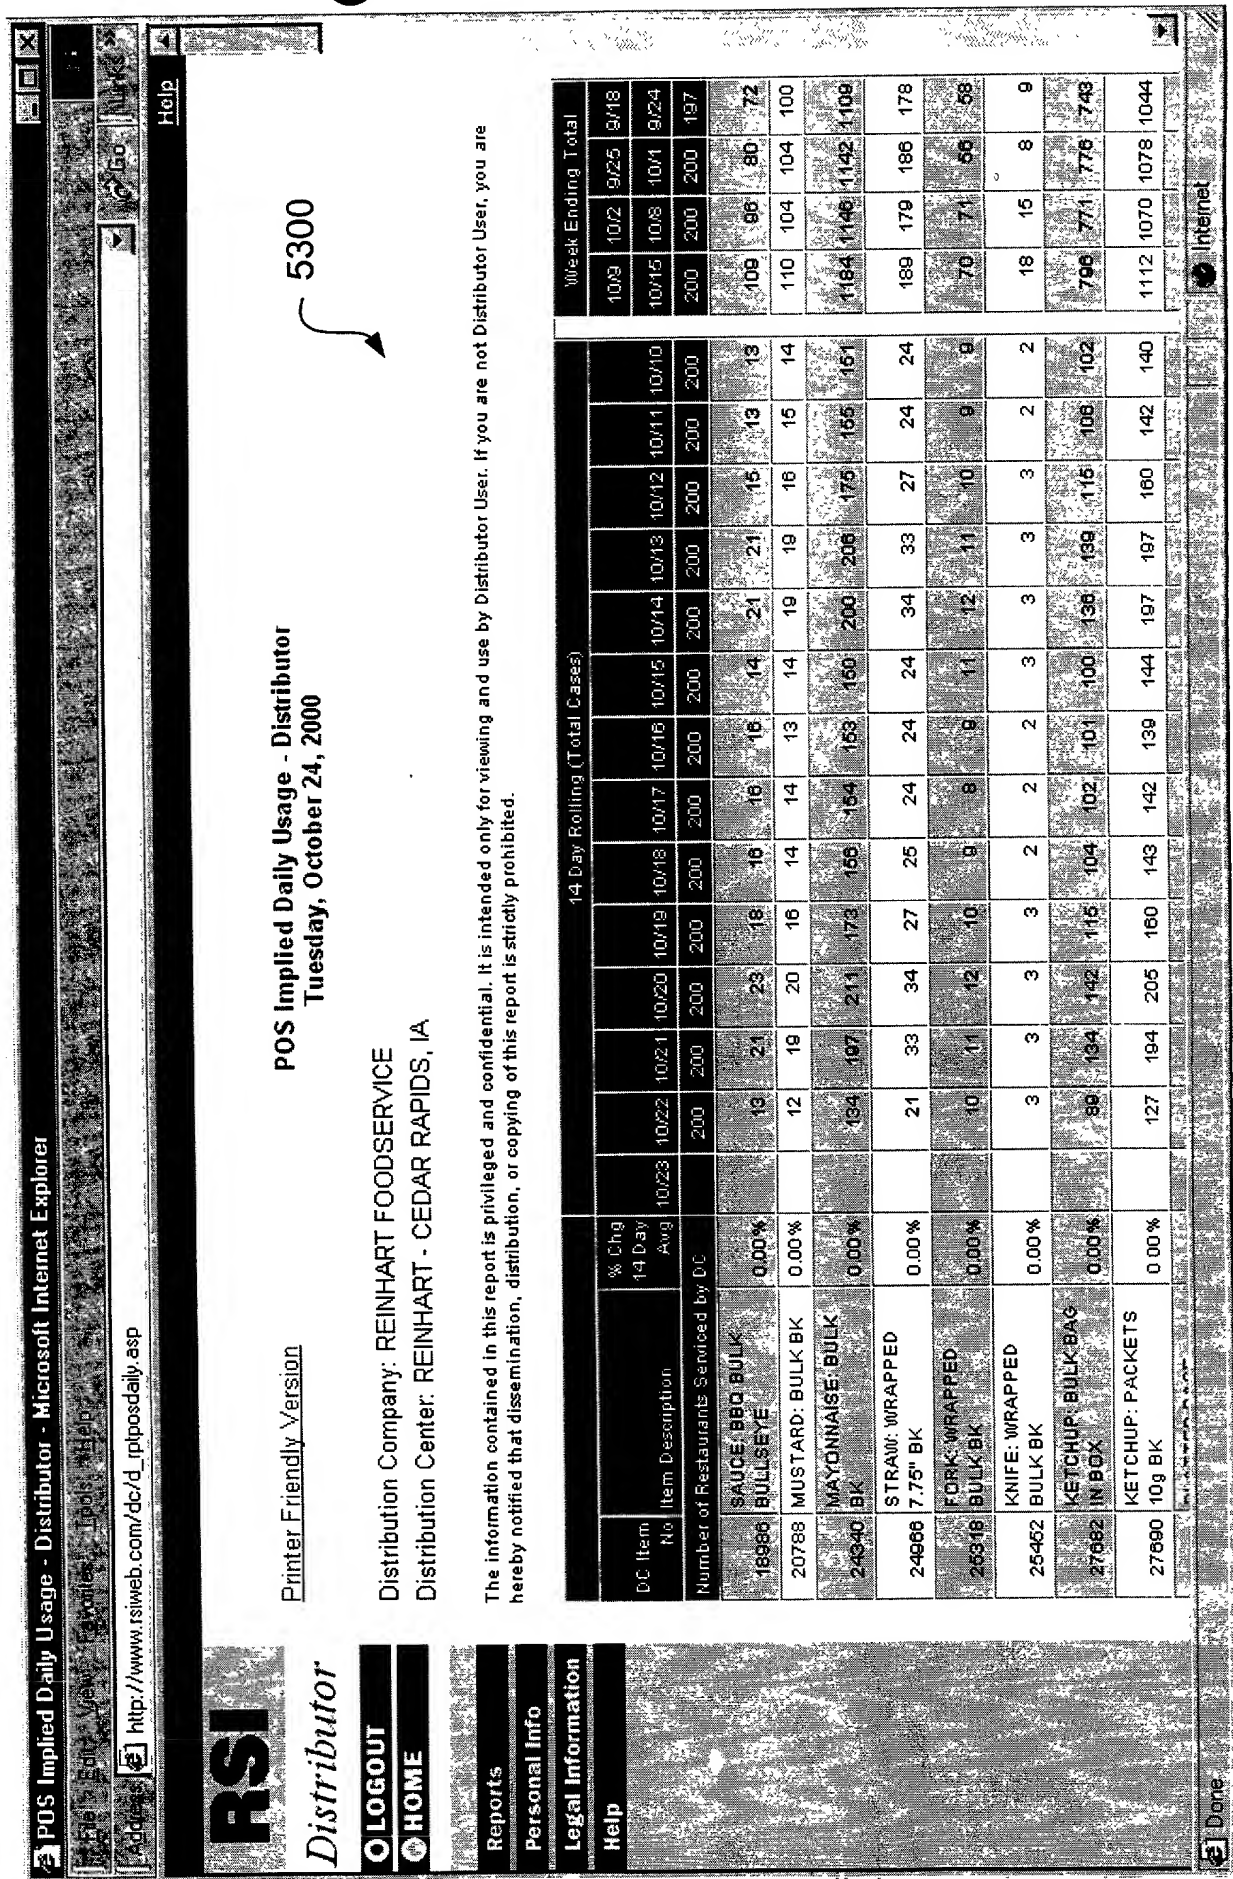 POS Implied Daily Usage - Distributor - Microsoft Internet Explorer
File Edit View Favorites Tools Help
Address http://www.rsiweb.com/dc/d_rptposdaily.asp Go Links »
Help
RSI
Distributor
LOGOUT
HOME
Reports
Personal Info
Legal Information
Help
Printer Friendly Version
POS Implied Daily Usage - Distributor
Tuesday, October 24, 2000
5300
Distribution Company: REINHART FOODSERVICE
Distribution Center: REINHART - CEDAR RAPIDS, IA
The information contained in this report is privileged and confidential. It is intended only for viewing and use by Distributor User. If you are not Distributor User, you are
hereby notified that dissemination, distribution, or copying of this report is strictly prohibited.
14 Day Rolling (Total Cases) Week Ending Total
% Chg 10/9 10/2 9/25 9/18
DC Item No Item Description 14 Day Avg 10/23 10/22 10/21 10/20 10/19 10/18 10/17 10/16 10/15 10/14 10/13 10/12 10/11 10/10 10/15 10/8 10/1 9/24
Number of Restaurants Serviced by DC 200 200 200 200 200 200 200 200 200 200 200 200 200 200 200 200 197
18986 SAUCE: BBQ BULK BULLSEYE 0.00% 13 21 23 18 16 16 16 14 21 21 15 13 13 109 96 80 72
20788 MUSTARD: BULK BK 0.00% 12 19 20 16 14 14 13 14 19 19 16 15 14 110 104 104 100
24340 MAYONNAISE: BULK BK 0.00% 134 197 211 173 156 154 153 150 200 206 175 155 151 1184 1146 1142 1109
24966 STRAW: WRAPPED 7.75" BK 0.00% 21 33 34 27 25 24 24 24 34 33 27 24 24 189 179 186 178
25318 FORK: WRAPPED BULK BK 0.00% 10 11 12 10 9 8 9 11 12 11 10 9 9 70 71 56 58
25452 KNIFE: WRAPPED BULK BK 0.00% 3 3 3 3 2 2 2 3 3 3 3 2 2 18 15 8 9
27682 KETCHUP: BULK BAG IN BOX 0.00% 89 134 142 115 104 102 101 100 136 139 115 106 102 796 771 776 743
27690 KETCHUP: PACKETS 10g BK 0.00% 127 194 205 160 143 142 139 144 197 197 160 142 140 1112 1070 1078 1044
Done Internet